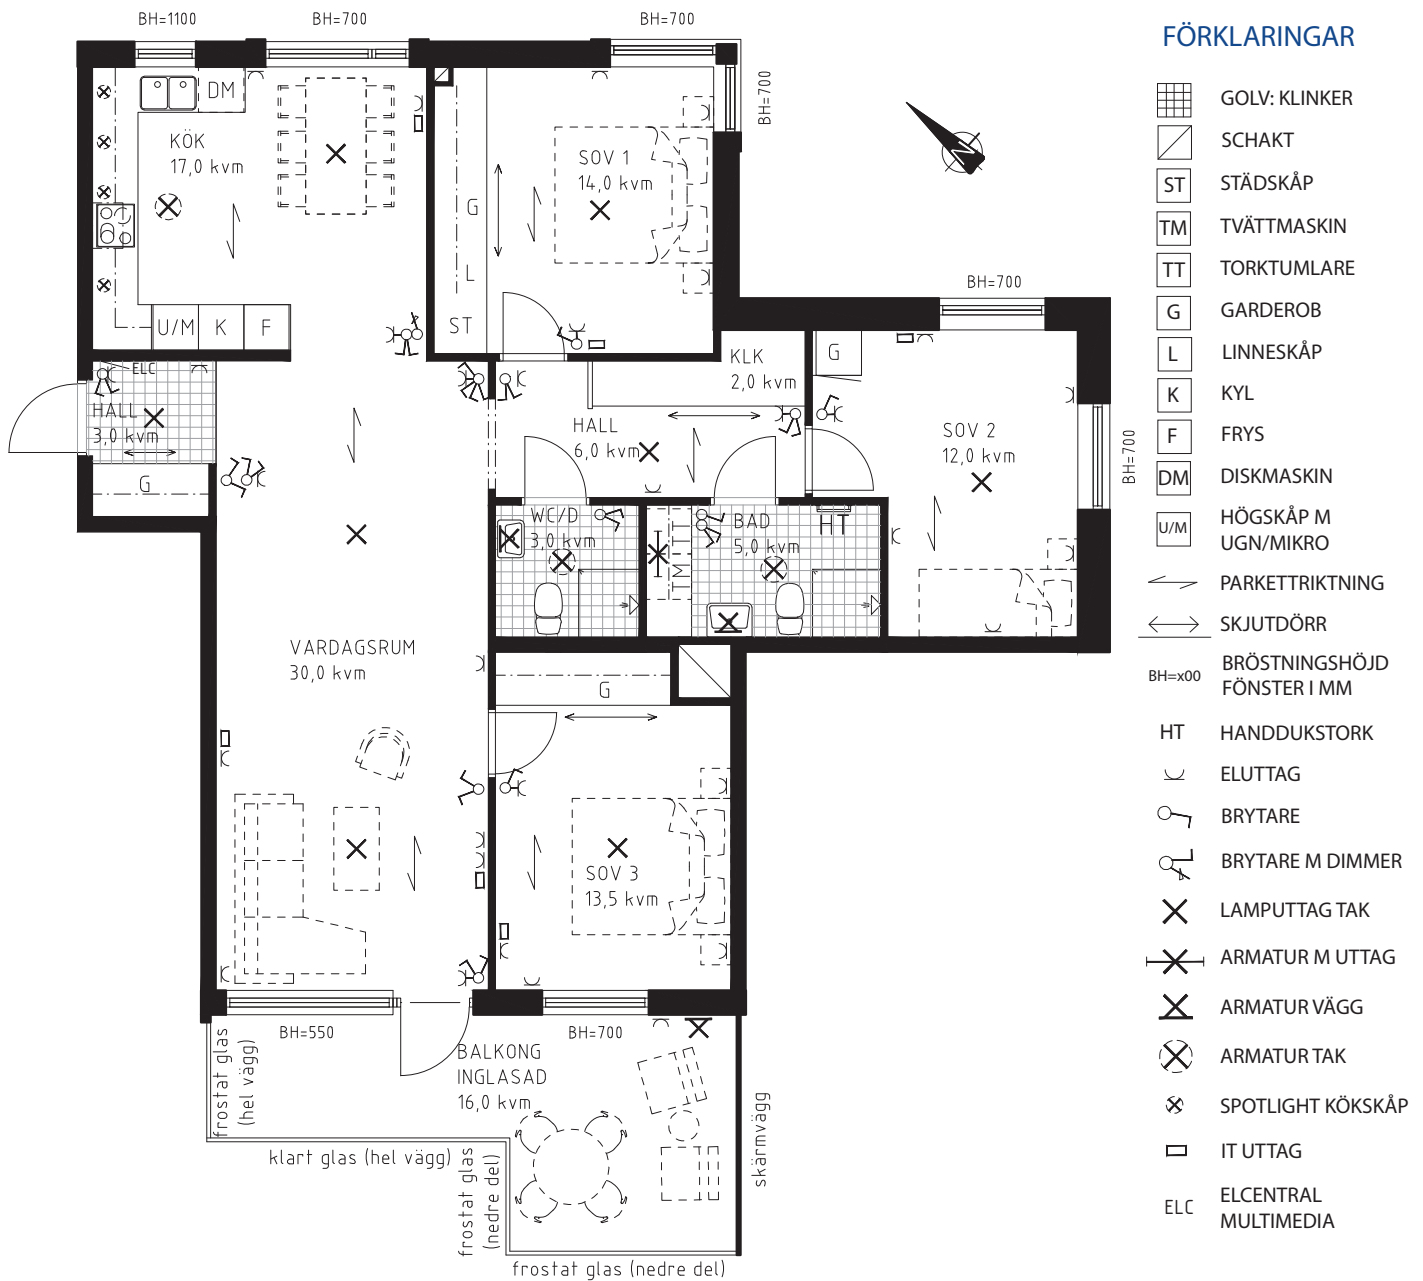 BH=1100
BH=700
BH=700
BH=700
DM
KÖK
17,0 kvm
U/M
K
F
G
L
ST
SOV 1
14,0 kvm
N
ELC
HALL
3,0 kvm
G
KLK
2,0 kvm
HALL
6,0 kvm
G
BH=700
SOV 2
12,0 kvm
BH=700
WC/D
3,0 kvm
TM
TT
BAD
5,0 kvm
HT
VARDAGSRUM
30,0 kvm
G
SOV 3
13,5 kvm
BH=550
BH=700
BALKONG
INGLASAD
16,0 kvm
frostat glas
(hel vägg)
klart glas (hel vägg)
frostat glas
(nedre del)
frostat glas (nedre del)
skärmvägg
FÖRKLARINGAR
GOLV: KLINKER
SCHAKT
ST STÄDSKÅP
TM TVÄTTMASKIN
TT TORKTUMLARE
G GARDEROB
L LINNESKÅP
K KYL
F FRYS
DM DISKMASKIN
U/M HÖGSKÅP M
UGN/MIKRO
PARKETTRIKTNING
SKJUTDÖRR
BH=x00 BRÖSTNINGSHÖJD
FÖNSTER I MM
HT HANDDUKSTORK
ELUTTAG
BRYTARE
BRYTARE M DIMMER
LAMPUTTAG TAK
ARMATUR M UTTAG
ARMATUR VÄGG
ARMATUR TAK
SPOTLIGHT KÖKSKÅP
IT UTTAG
ELC ELCENTRAL
MULTIMEDIA